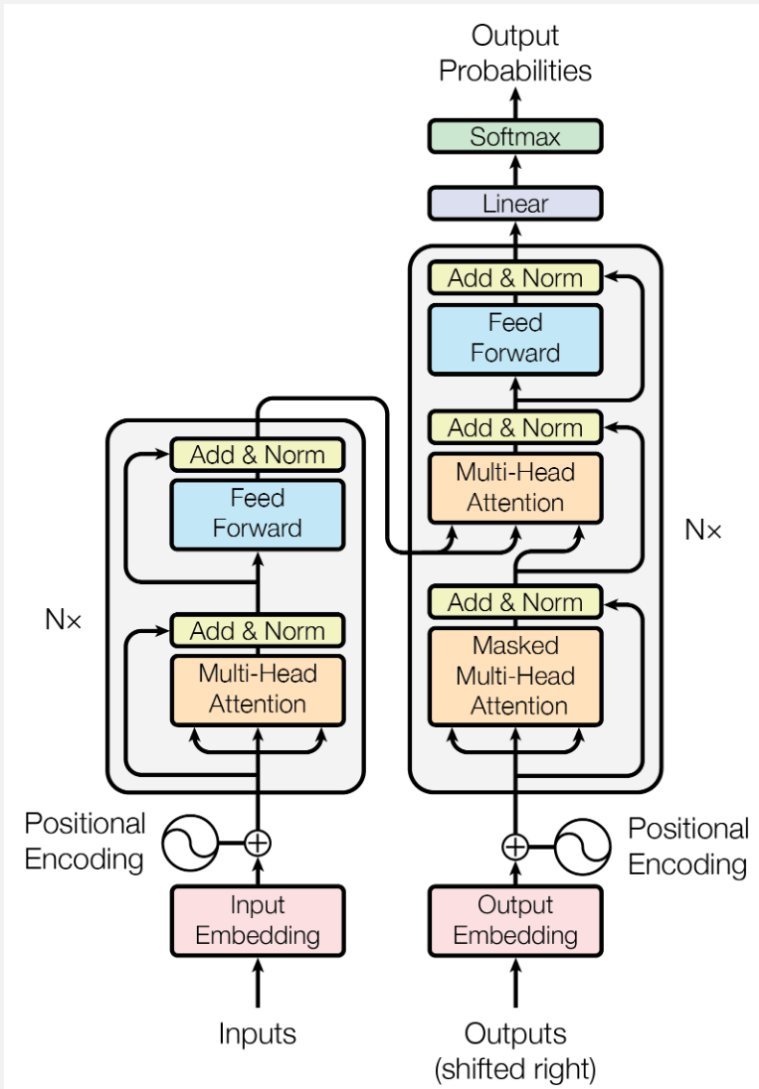 Output
Probabilities
Softmax
Linear
Add & Norm
Feed
Forward
Add & Norm
Multi-Head
Attention
Add & Norm
Masked
Multi-Head
Attention
Nx
Add & Norm
Feed
Forward
Add & Norm
Multi-Head
Attention
Nx
Positional
Encoding
Positional
Encoding
Input
Embedding
Output
Embedding
Inputs
Outputs
(shifted right)